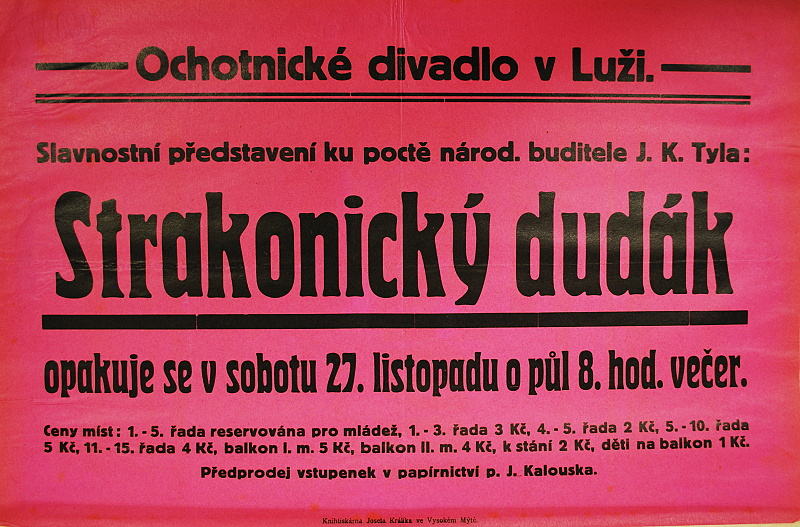 Ochotnické divadlo v Luži.
Slavnostní představení ku poctě národ. buditele J. K. Tyla:
Strakonický dudák
opakuje se v sobotu 27. listopadu o půl 8. hod. večer.
Ceny míst: 1. - 5. řada reservována pro mládež, 1. - 3. řada 3 Kč, 4. - 5. řada 2 Kč, 5. - 10. řada
5 Kč, 11. - 15. řada 4 Kč, balkon I. m. 5 Kč, balkon II. m. 4 Kč, k stání 2 Kč, děti na balkon 1 Kč.
Předprodej vstupenek v papírnictví p. J. Kalouska.
Knihtiskárna Josefa Králíka ve Vysokém Mýtě.